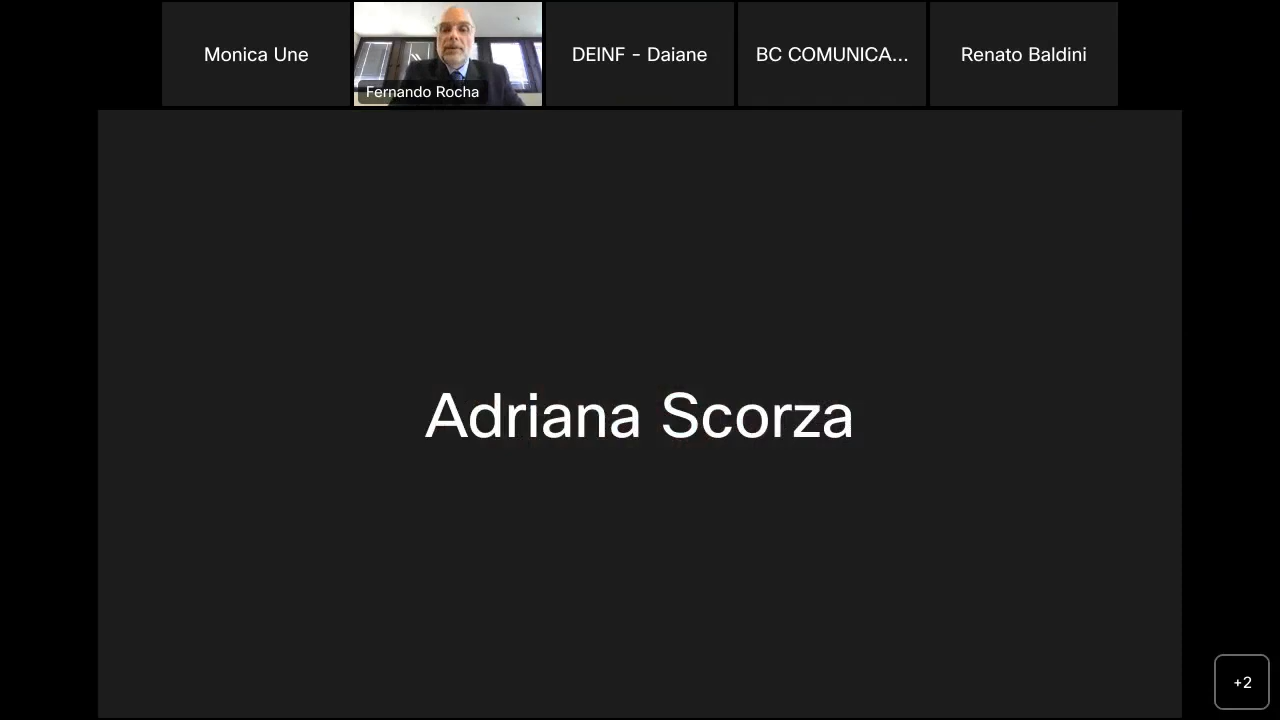 Monica Une
Fernando Rocha
DEINF - Daiane
BC COMUNICA...
Renato Baldini
Adriana Scorza
+2